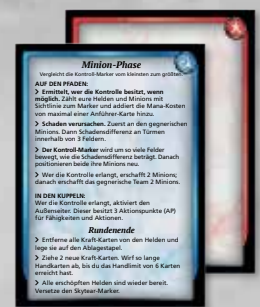 Minion-Phase
Vergleicht die Kontroll-Marker vom kleinsten zum größten.
AUF DEN PFADEN:
> Ermittelt, wer die Kontrolle besitzt, wenn
möglich. Zählt eure Helden und Minions mit
Sichtlinie zum Marker und addiert die Mana-Kosten
von maximal einer Anführer-Karte hinzu.
> Schaden verursachen. Zuerst an den gegnerischen
Minions. Dann Schadensdifferenz an Türmen
innerhalb von 3 Feldern.
> Der Kontroll-Marker wird um so viele Felder
bewegt, wie die Schadensdifferenz beträgt. Danach
positionieren beide ihre Minions neu.
> Wer die Kontrolle erlangt, erschafft 2 Minions;
danach erschafft das gegnerische Team 2 Minions.
IN DEN KUPPELN:
Wer die Kontrolle erlangt, aktiviert den
Außenseiter. Dieser besitzt 3 Aktionspunkte (AP)
für Fähigkeiten und Aktionen.
Rundenende
> Entferne alle Kraft-Karten von den Helden und
lege sie auf den Ablagestapel.
> Ziehe 2 neue Kraft-Karten. Wirf so lange
Handkarten ab, bis du das Handlimit von 6 Karten
erreicht hast.
> Alle erschöpften Helden sind wieder bereit.
Versetze den Skytear-Marker.